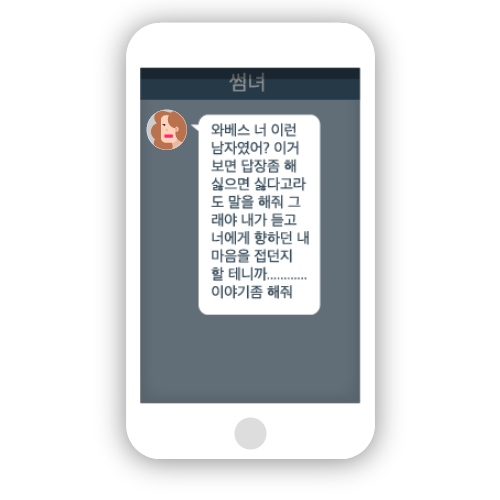 썸녀
와베스 너 이런
남자였어? 이거
보면 답장좀 해
싫으면 싫다고라
도 말을 해줘 그
래야 내가 듣고
너에게 향하던 내
마음을 접던지
할 테니까............
이야기좀 해줘